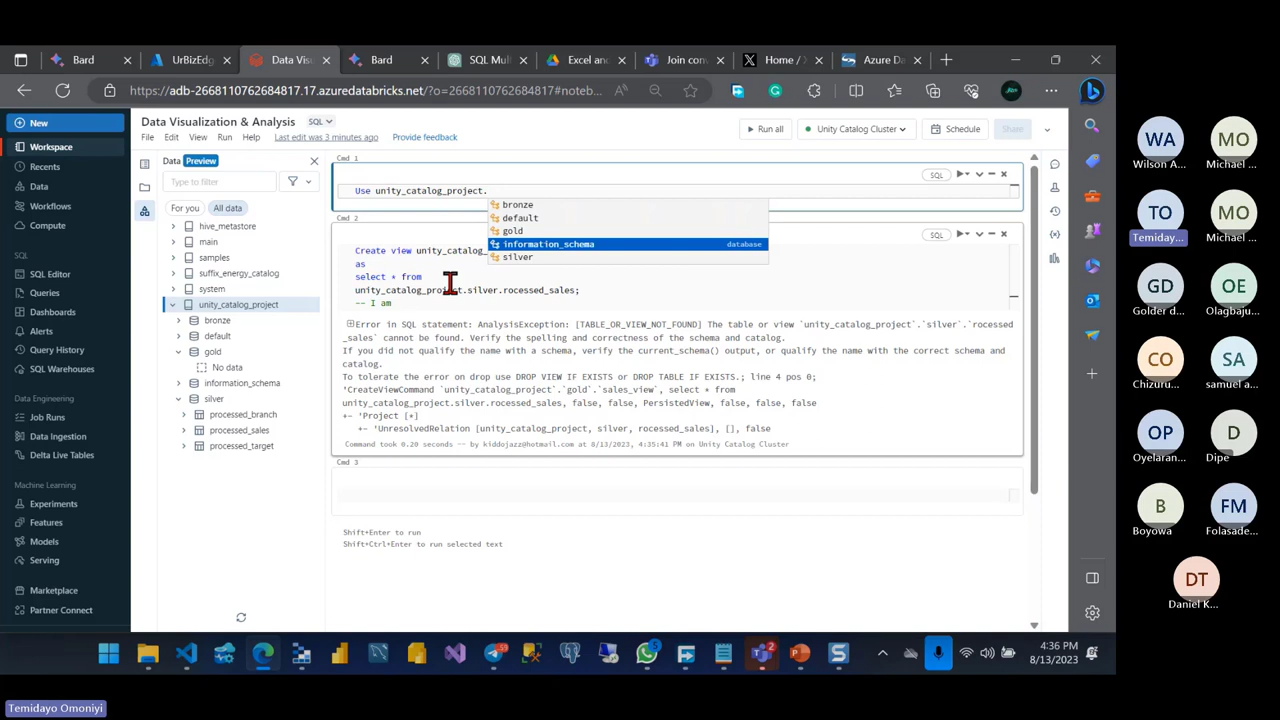 Bard
UrBizEdg
Data Vis
Bard
SQL Mult
Excel and
Join con
Home / X
Azure Da
https://adb-2668110762684817.17.azuredatabricks.net/?o=2668110762684817#noteb...
New
Workspace
Recents
Data
Workflows
Compute
SQL
SQL Editor
Queries
Dashboards
Alerts
Query History
SQL Warehouses
Data Engineering
Job Runs
Data Ingestion
Delta Live Tables
Machine Learning
Experiments
Features
Models
Serving
Marketplace
Partner Connect
Data Visualization & Analysis
SQL
File Edit View Run Help Last edit was 3 minutes ago Provide feedback
Run all
Unity Catalog Cluster
Schedule
Share
Data Preview
Type to filter
For you All data
hive_metastore
main
samples
suffix_energy_catalog
system
unity_catalog_project
bronze
default
gold
No data
information_schema
silver
processed_branch
processed_sales
processed_target
Cmd 1
SQL
Use unity_catalog_project.
bronze
default
gold
information_schema database
silver
Cmd 2
SQL
Create view unity_catalog_
as
select * from
unity_catalog_project.silver.rocessed_sales;
-- I am
Error in SQL statement: AnalysisException: [TABLE_OR_VIEW_NOT_FOUND] The table or view `unity_catalog_project`.`silver`.`rocessed
_sales` cannot be found. Verify the spelling and correctness of the schema and catalog.
If you did not qualify the name with a schema, verify the current_schema() output, or qualify the name with the correct schema and
catalog.
To tolerate the error on drop use DROP VIEW IF EXISTS or DROP TABLE IF EXISTS.; line 4 pos 0;
'CreateViewCommand `unity_catalog_project`.`gold`.`sales_view`, select * from
unity_catalog_project.silver.rocessed_sales, false, false, PersistedView, false, false, false
+- 'Project [*]
+- 'UnresolvedRelation [unity_catalog_project, silver, rocessed_sales], [], false
Command took 0.20 seconds -- by kiddojazz@hotmail.com at 8/13/2023, 4:35:41 PM on Unity Catalog Cluster
Cmd 3
Shift+Enter to run
Shift+Ctrl+Enter to run selected text
4:36 PM
8/13/2023
WA
Wilson A...
MO
Michael ...
TO
Temiday...
MO
Michael ...
GD
Golder d...
OE
Olagbaju...
CO
Chizuru...
SA
samuel a...
OP
Oyelaran...
D
Dipe
B
Boyowa
FM
Folasade...
DT
Daniel K...
Temidayo Omoniyi